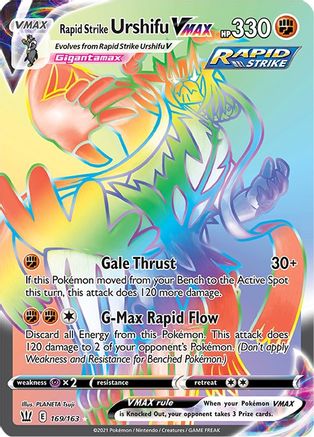 VMAX
Rapid Strike Urshifu VMAX HP 330
Evolves from Rapid Strike Urshifu V
Gigantamax
RAPID STRIKE
Gale Thrust 30+
If this Pokémon moved from your Bench to the Active Spot
this turn, this attack does 120 more damage.
G-Max Rapid Flow
Discard all Energy from this Pokémon. This attack does
120 damage to 2 of your opponent's Pokémon. (Don't apply
Weakness and Resistance for Benched Pokémon.)
weakness ×2 resistance retreat
Illus. PLANETA Tsuji
E 169/163
VMAX rule When your Pokémon VMAX
is Knocked Out, your opponent takes 3 Prize cards.
©2021 Pokémon / Nintendo / Creatures / GAME FREAK